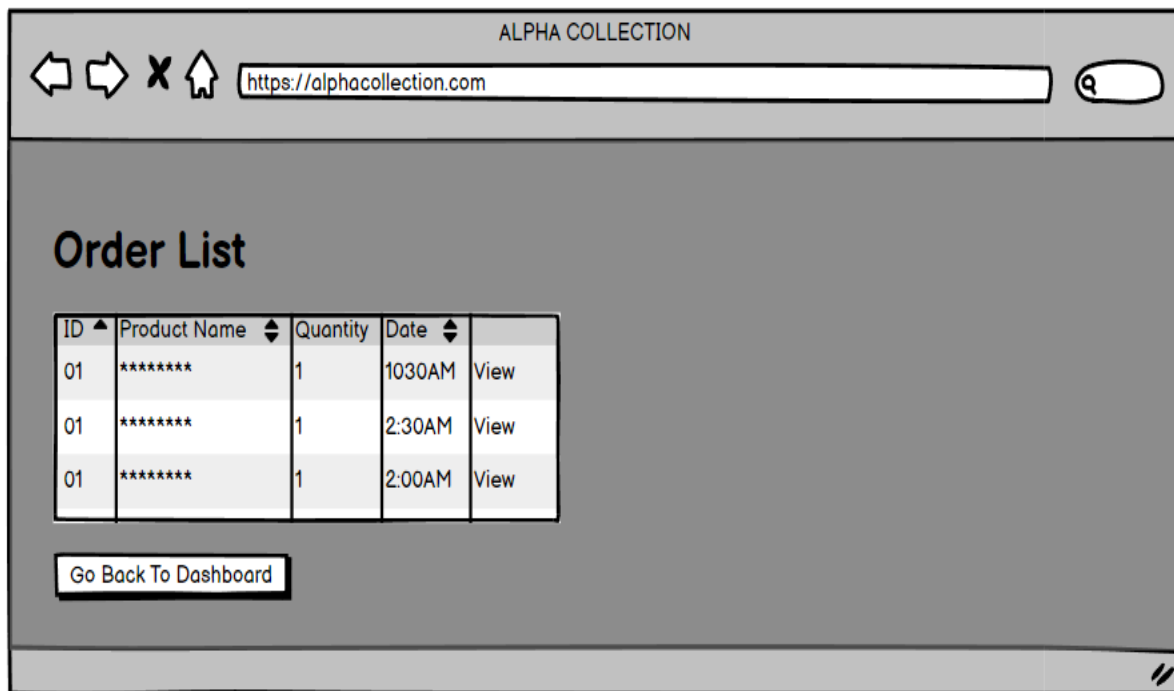 ALPHA COLLECTION
https://alphacollection.com
Order List
ID Product Name Quantity Date
01 ******** 1 1030AM View
01 ******** 1 2:30AM View
01 ******** 1 2:00AM View
Go Back To Dashboard